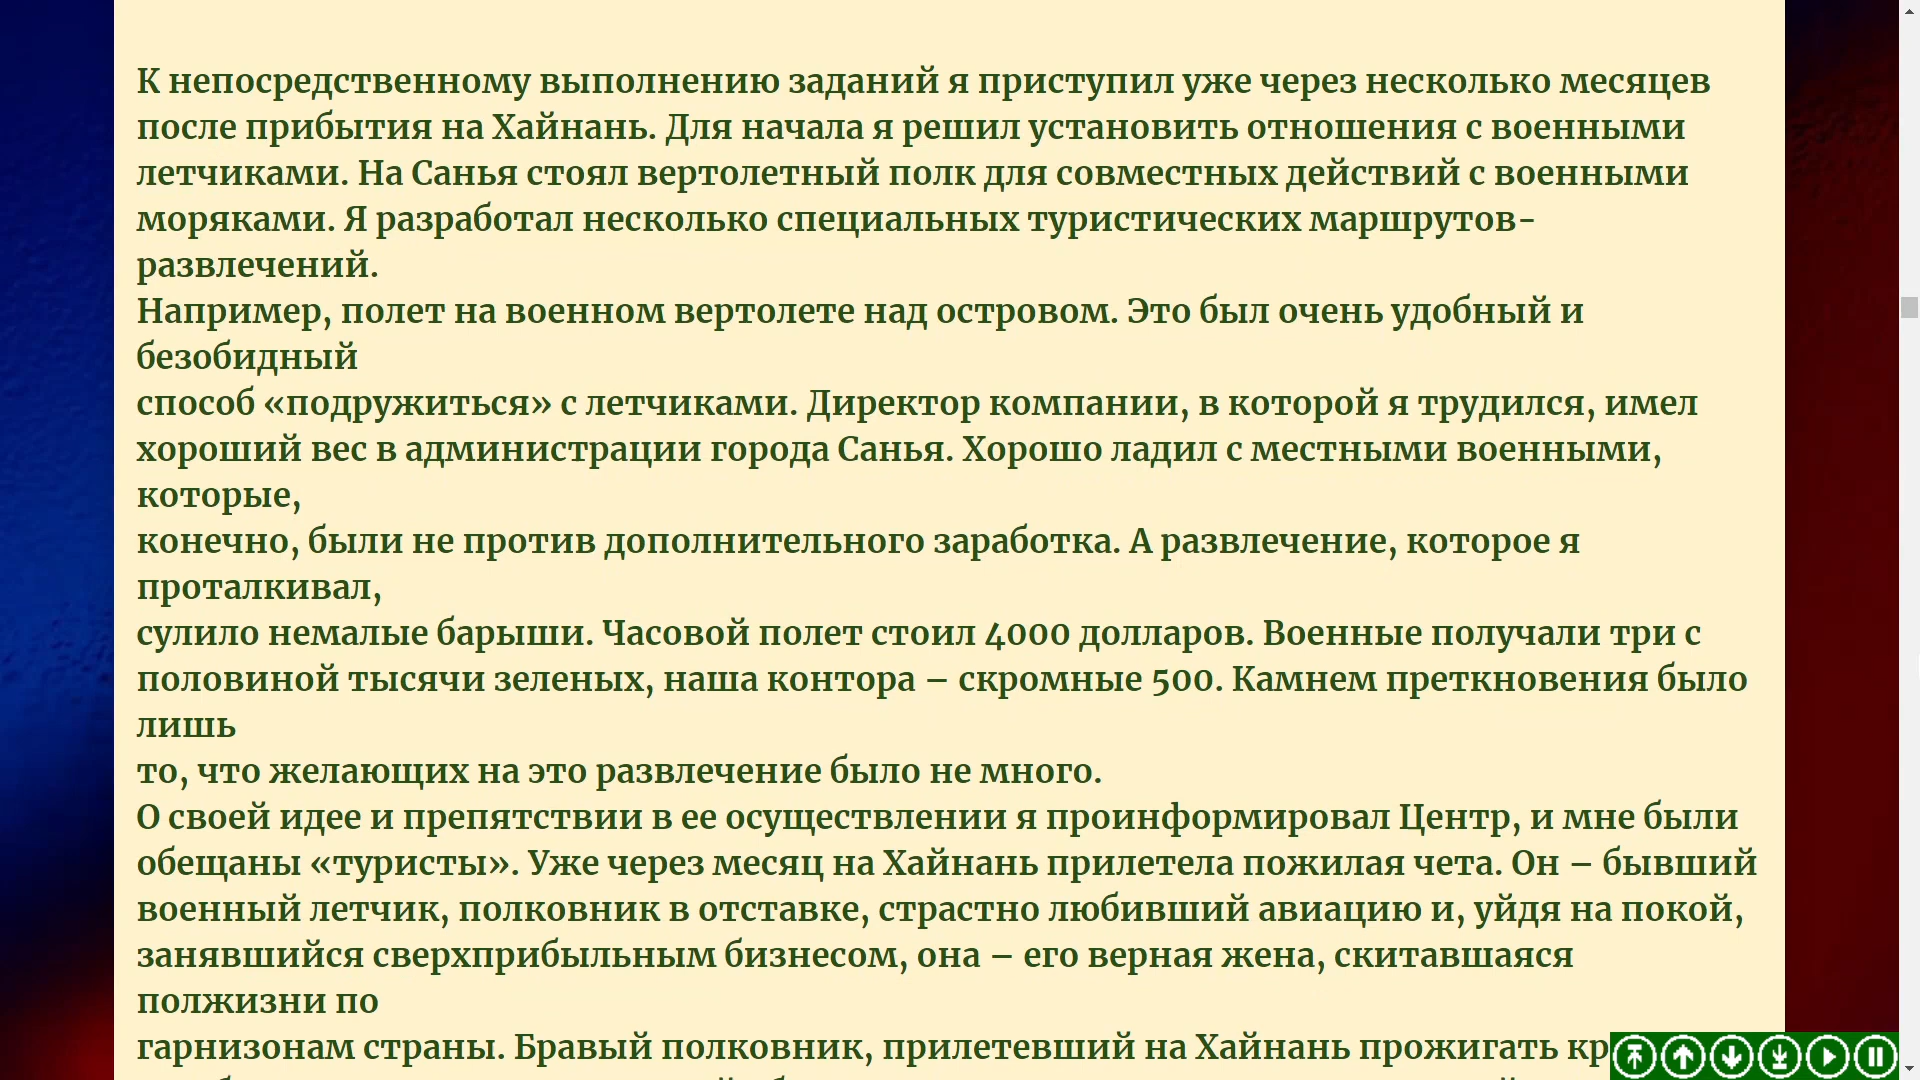 К непосредственному выполнению заданий я приступил уже через несколько месяцев
после прибытия на Хайнань. Для начала я решил установить отношения с военными
летчиками. На Санья стоял вертолетный полк для совместных действий с военными
моряками. Я разработал несколько специальных туристических маршрутов-
развлечений.
Например, полет на военном вертолете над островом. Это был очень удобный и
безобидный
способ «подружиться» с летчиками. Директор компании, в которой я трудился, имел
хороший вес в администрации города Санья. Хорошо ладил с местными военными,
которые,
конечно, были не против дополнительного заработка. А развлечение, которое я
проталкивал,
сулило немалые барыши. Часовой полет стоил 4000 долларов. Военные получали три с
половиной тысячи зеленых, наша контора – скромные 500. Камнем преткновения было
лишь
то, что желающих на это развлечение было не много.
О своей идее и препятствии в ее осуществлении я проинформировал Центр, и мне были
обещаны «туристы». Уже через месяц на Хайнань прилетела пожилая чета. Он – бывший
военный летчик, полковник в отставке, страстно любивший авиацию и, уйдя на покой,
занявшийся сверхприбыльным бизнесом, она – его верная жена, скитавшаяся
полжизни по
гарнизонам страны. Бравый полковник, прилетевший на Хайнань прожигать